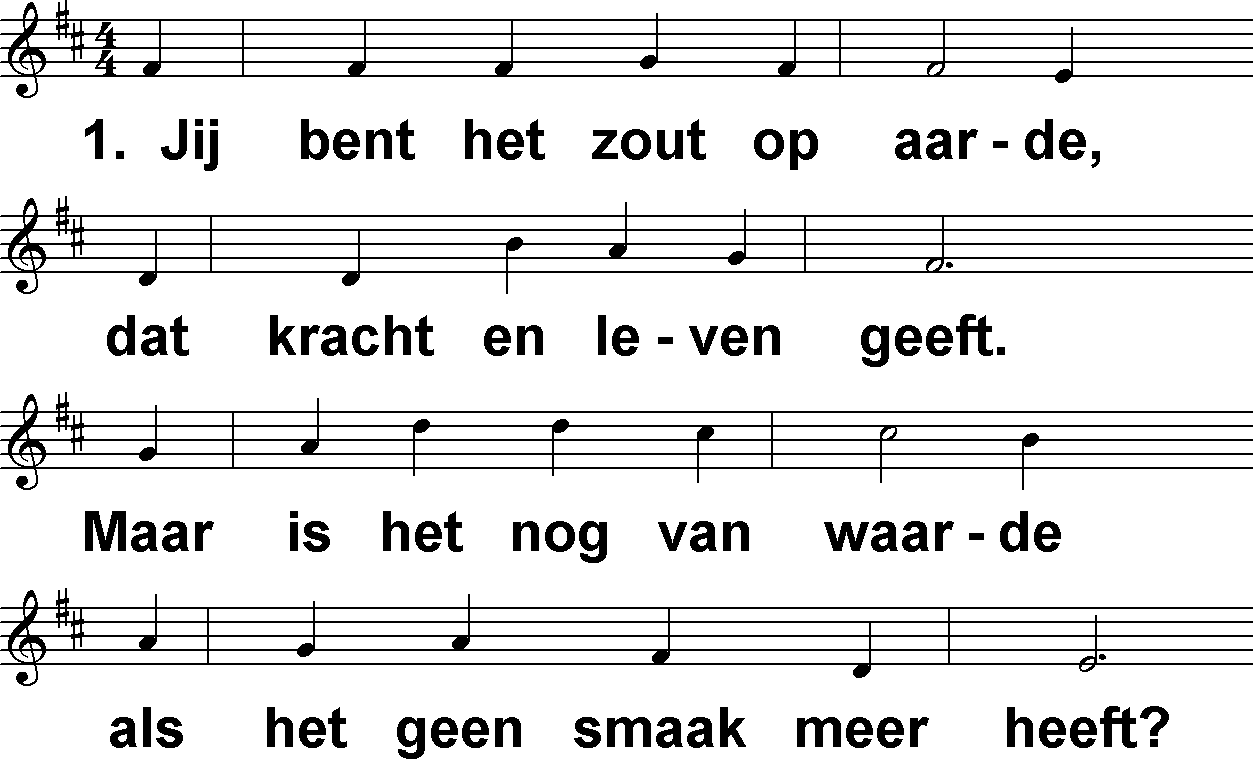 1. Jij bent het zout op aar - de,
dat kracht en le - ven geeft.
Maar is het nog van waar - de
als het geen smaak meer heeft?